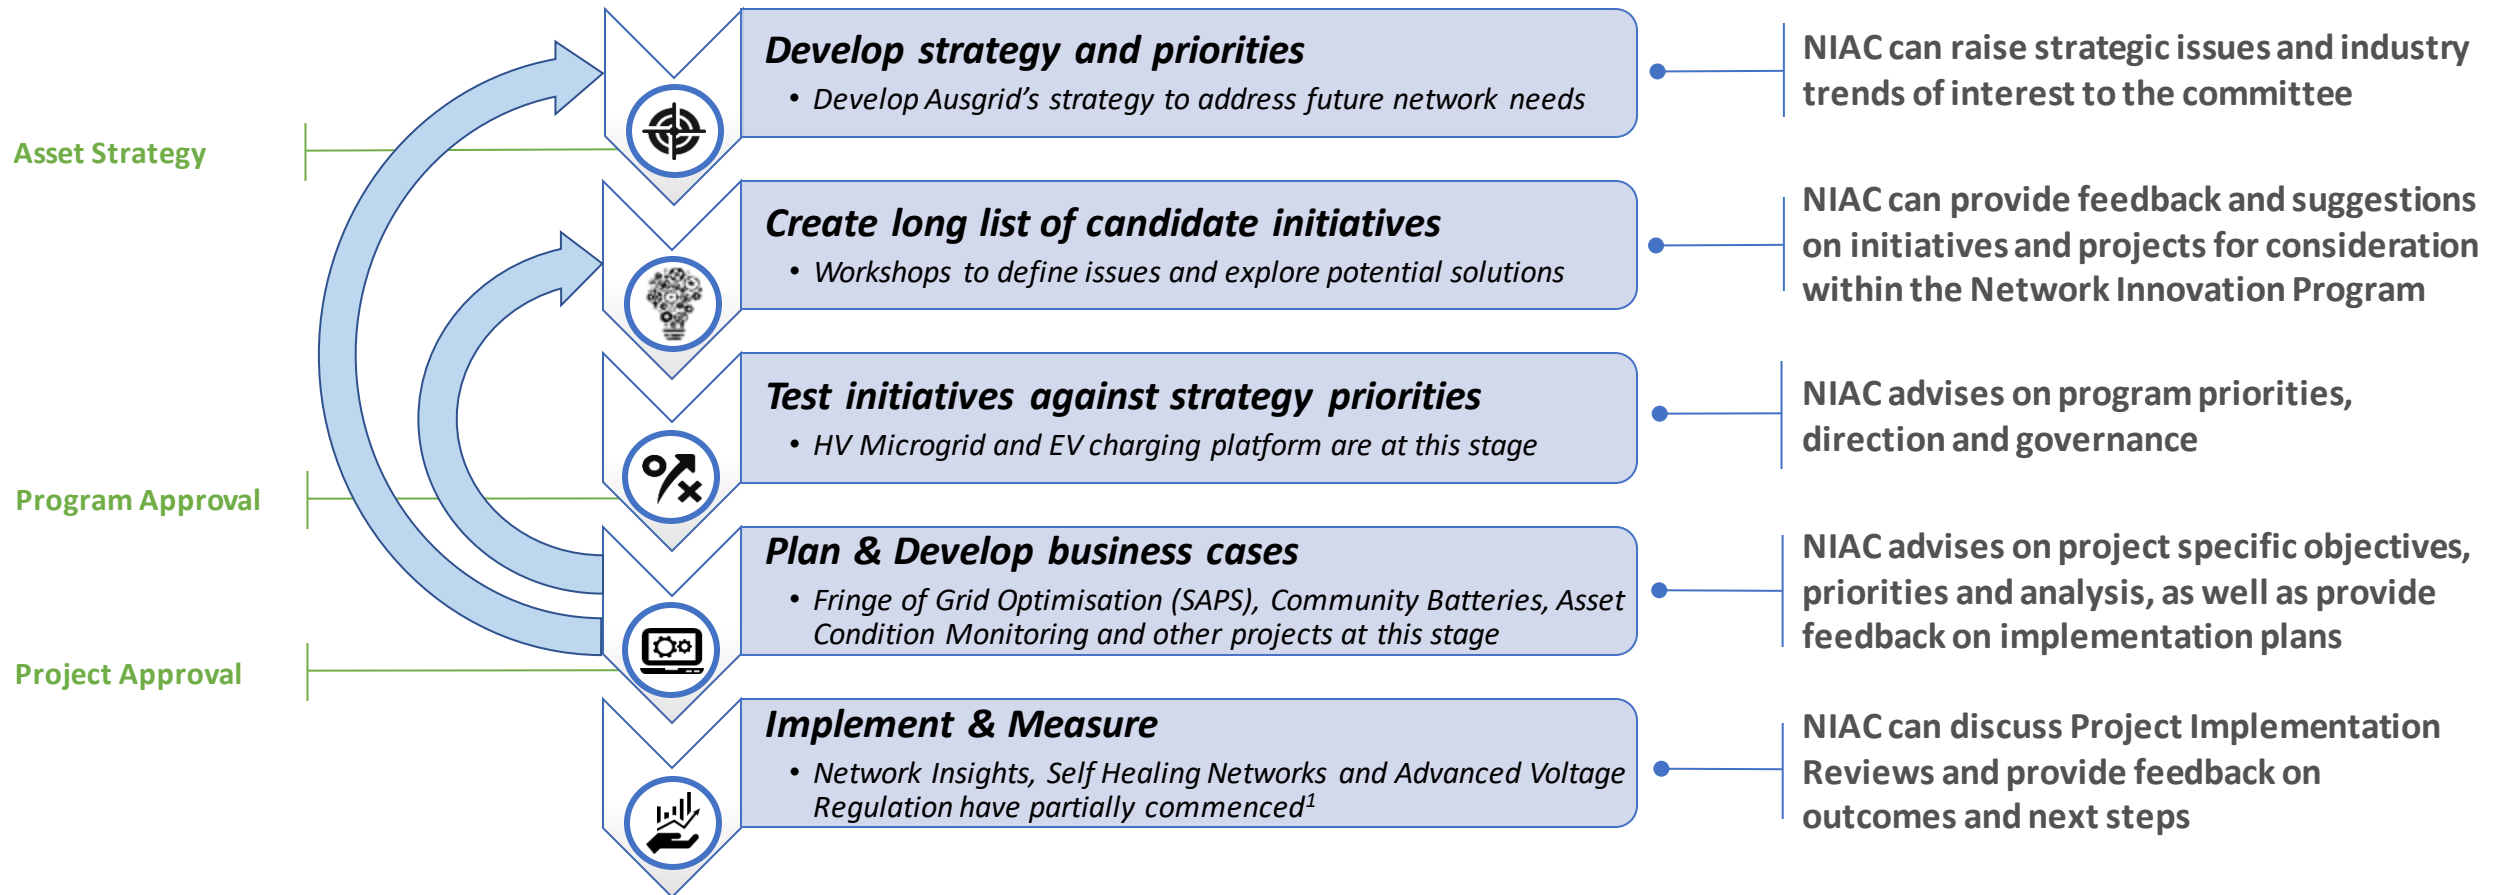 Develop strategy and priorities
• Develop Ausgrid's strategy to address future network needs
NIAC can raise strategic issues and industry
trends of interest to the committee
Asset Strategy
Create long list of candidate initiatives
• Workshops to define issues and explore potential solutions
NIAC can provide feedback and suggestions
on initiatives and projects for consideration
within the Network Innovation Program
Test initiatives against strategy priorities
• HV Microgrid and EV charging platform are at this stage
NIAC advises on program priorities,
direction and governance
Program Approval
Plan & Develop business cases
• Fringe of Grid Optimisation (SAPS), Community Batteries, Asset
Condition Monitoring and other projects at this stage
NIAC advises on project specific objectives,
priorities and analysis, as well as provide
feedback on implementation plans
Project Approval
Implement & Measure
• Network Insights, Self Healing Networks and Advanced Voltage
Regulation have partially commenced¹
NIAC can discuss Project Implementation
Reviews and provide feedback on
outcomes and next steps